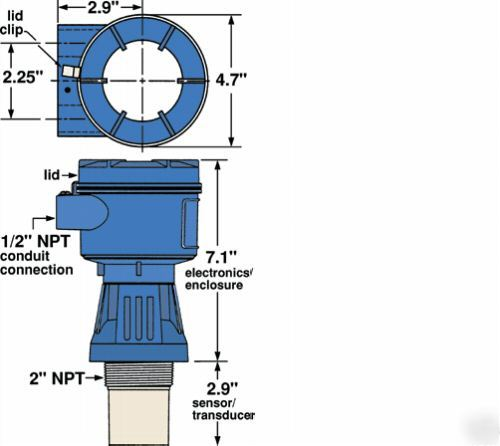 2.9"
lid
clip
2.25"
4.7"
lid
1/2" NPT
conduit
connection
7.1"
electronics/
enclosure
2" NPT
2.9"
sensor/
transducer